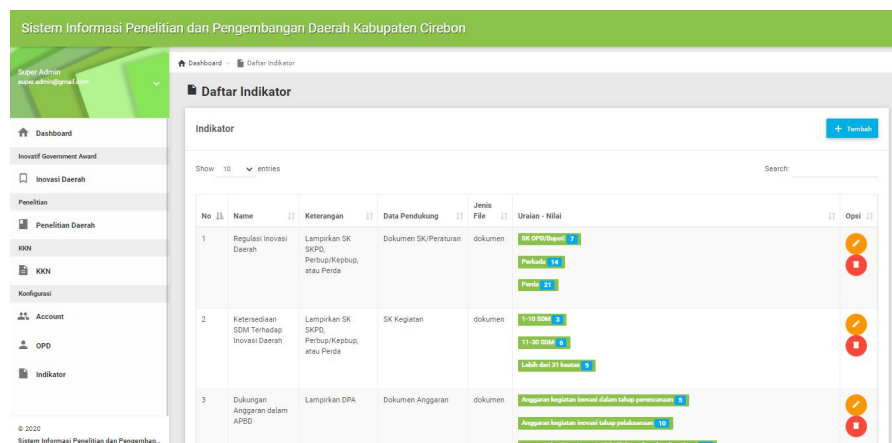 Sistem Informasi Penelitian dan Pengembangan Daerah Kabupaten Cirebon
Super Admin
super.admin@gmail.com
Dashboard
Inovatif Government Award
Inovasi Daerah
Penelitian
Penelitian Daerah
KKN
KKN
Konfigurasi
Account
OPD
Indikator
© 2020
Sistem Informasi Penelitian dan Pengemban...
Dashboard > Daftar Indikator
Daftar Indikator
Indikator
+ Tambah
Show 10 entries
Search:
No Name Keterangan Data Pendukung Jenis File Uraian - Nilai Opsi
1 Regulasi Inovasi Daerah Lampirkan SK SKPD, Perbup/Kepbup, atau Perda Dokumen SK/Peraturan dokumen
SK OPD/Bupati 7
Perkada 14
Perda 21
2 Ketersediaan SDM Terhadap Inovasi Daerah Lampirkan SK SKPD, Perbup/Kepbup, atau Perda SK Kegiatan dokumen
1-10 SDM 3
11-30 SDM 6
Lebih dari 31 9
3 Dukungan Anggaran dalam APBD Lampirkan DPA Dokumen Anggaran dokumen
Anggaran kegiatan inovasi dalam tahap perencanaan 5
Anggaran kegiatan inovasi tahap pelaksanaan 10